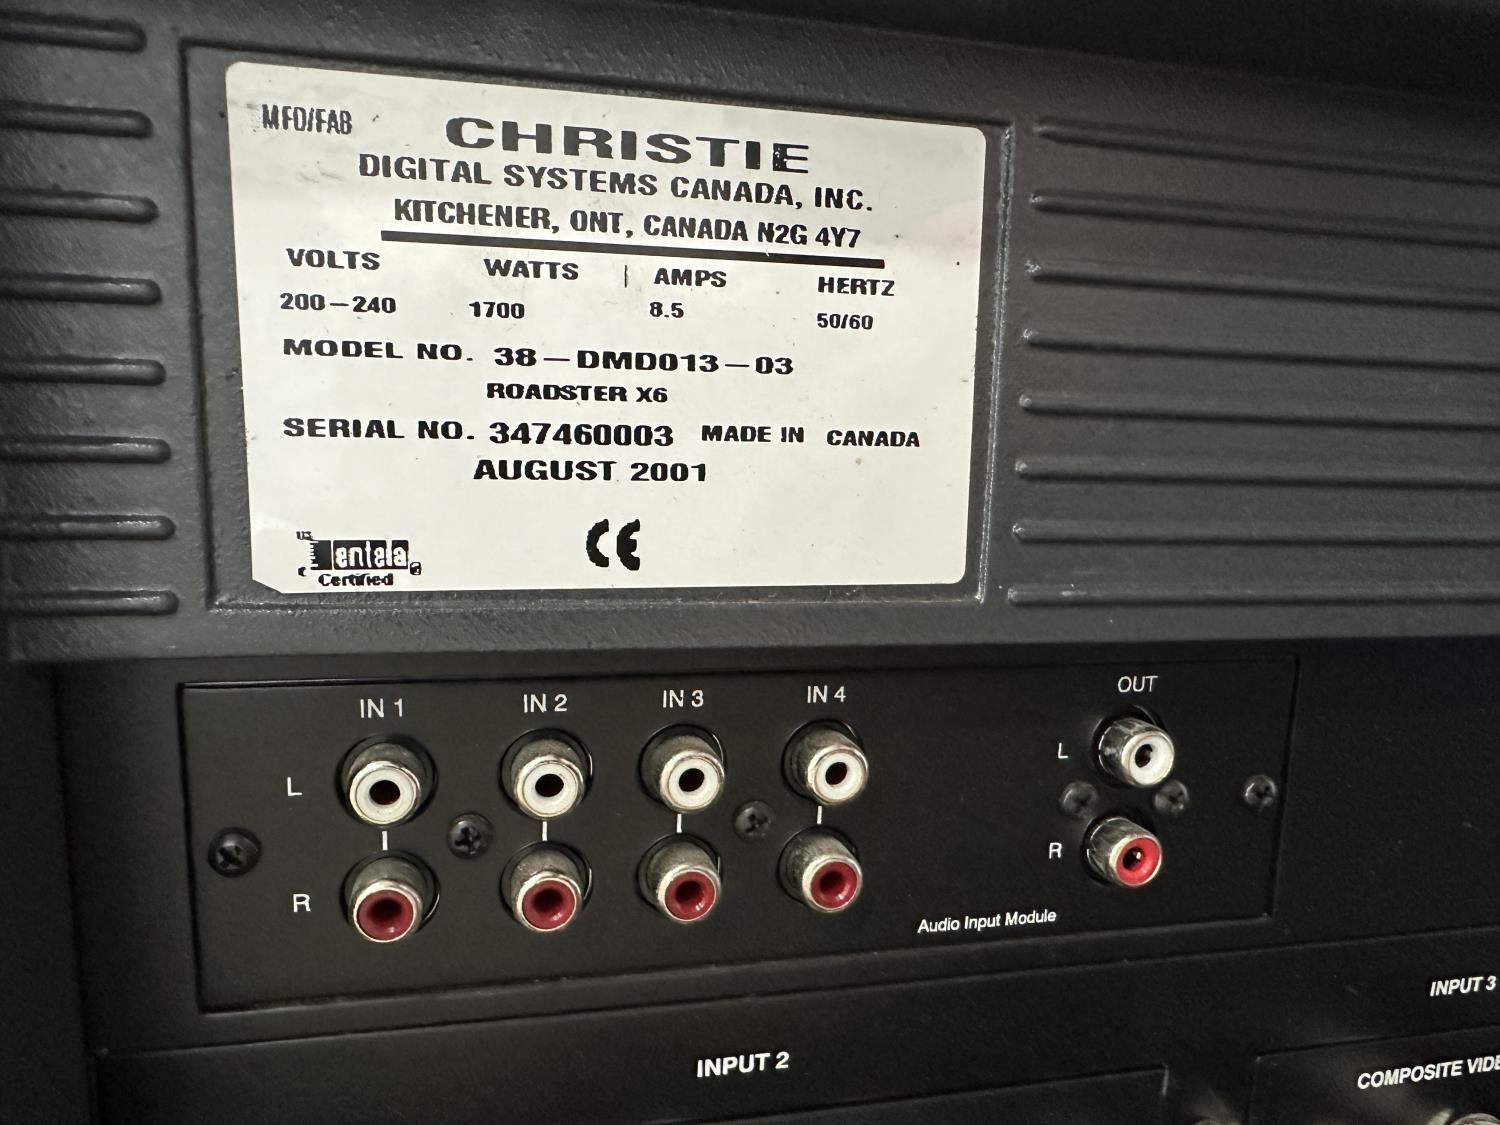 MFD/FAB
CHRISTIE
DIGITAL SYSTEMS CANADA, INC.
KITCHENER, ONT, CANADA N2G 4Y7
VOLTS WATTS AMPS HERTZ
200-240 1700 8.5 50/60
MODEL NO. 38-DMD013-03
ROADSTER X6
SERIAL NO. 347460003 MADE IN CANADA
AUGUST 2001
entela
Certified
CE
IN 1 IN 2 IN 3 IN 4 OUT
L L
R R
Audio Input Module
INPUT 3
INPUT 2
COMPOSITE